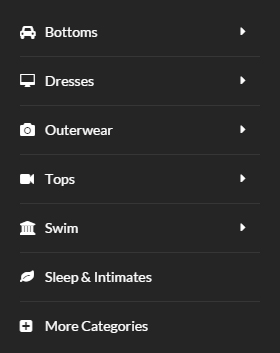 Bottoms
Dresses
Outerwear
Tops
Swim
Sleep & Intimates
More Categories